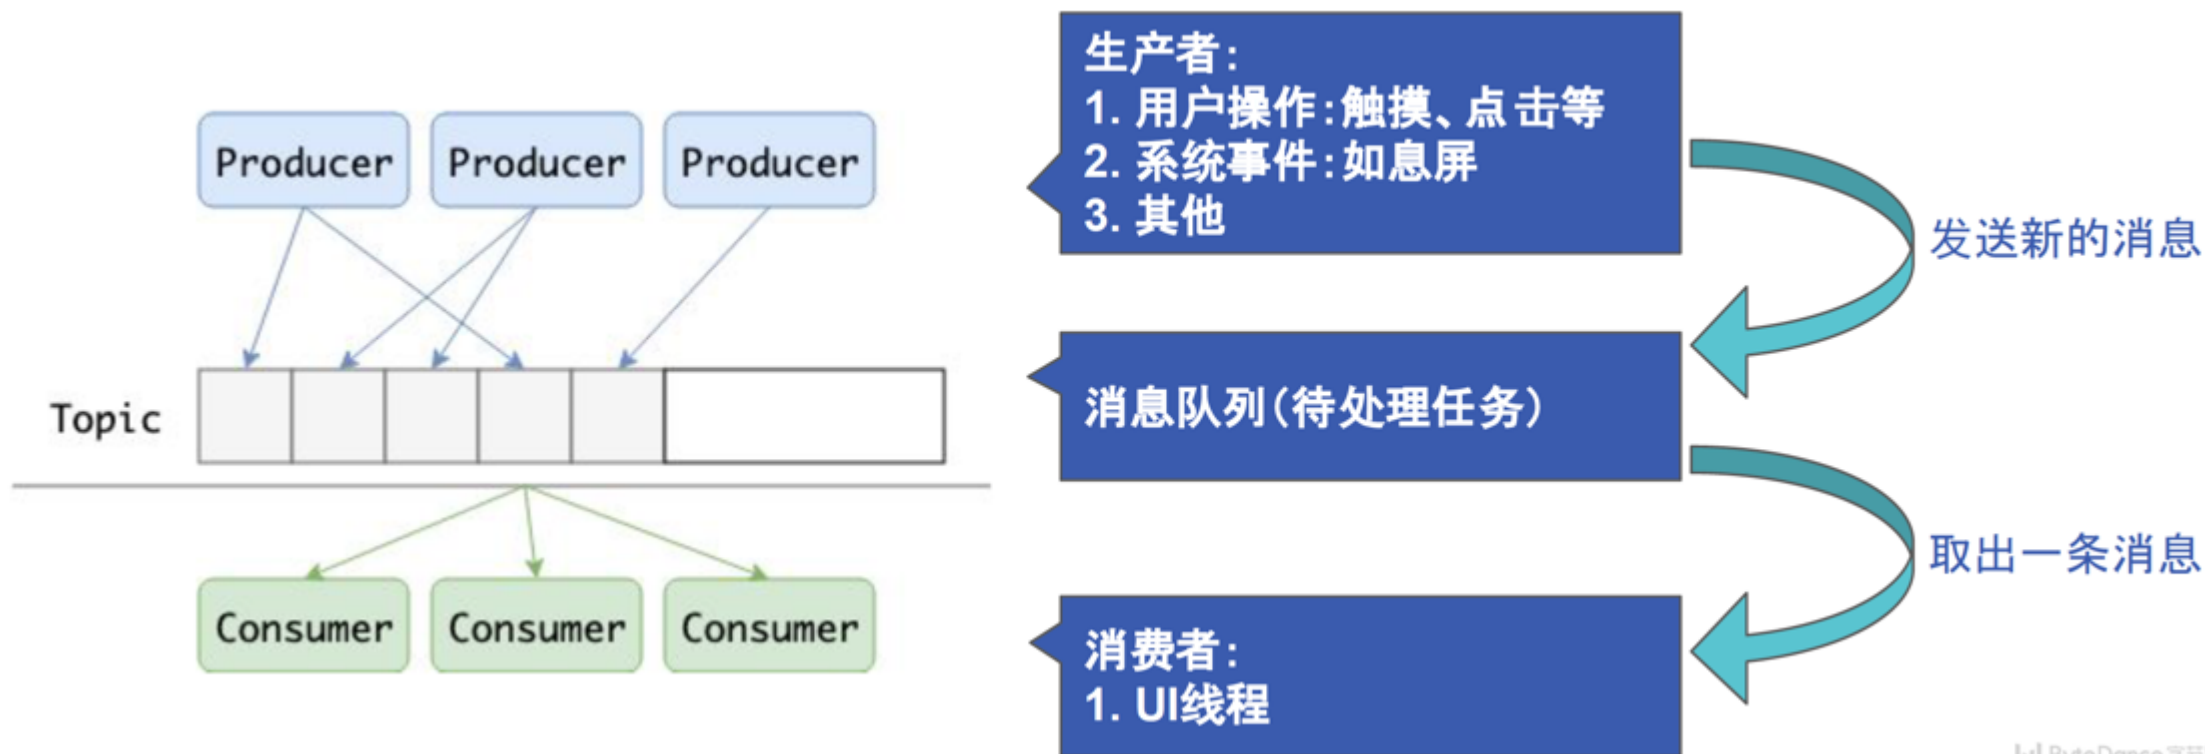 Producer
Producer
Producer
Topic
Consumer
Consumer
Consumer
生产者：
1. 用户操作：触摸、点击等
2. 系统事件：如息屏
3. 其他
发送新的消息
消息队列（待处理任务）
取出一条消息
消费者：
1. UI线程
ByteDance